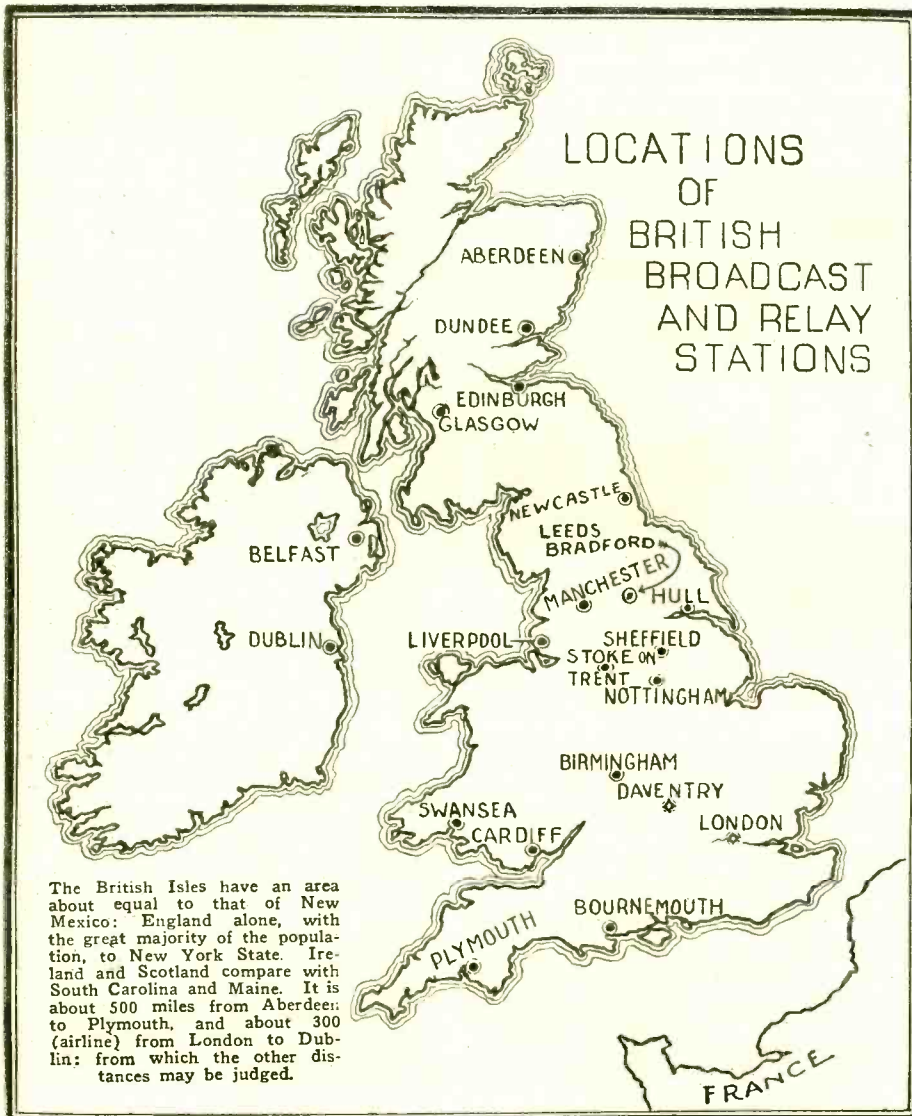 LOCATIONS
OF
BRITISH
BROADCAST
AND RELAY
STATIONS
ABERDEEN
DUNDEE
EDINBURGH
GLASGOW
NEWCASTLE
LEEDS
BRADFORD
BELFAST
MANCHESTER
HULL
DUBLIN
LIVERPOOL
SHEFFIELD
STOKE ON
TRENT
NOTTINGHAM
BIRMINGHAM
DAVENTRY
SWANSEA
LONDON
CARDIFF
BOURNEMOUTH
PLYMOUTH
The British Isles have an area
about equal to that of New
Mexico: England alone, with
the great majority of the popula-
tion, to New York State. Ire-
land and Scotland compare with
South Carolina and Maine. It is
about 500 miles from Aberdeen
to Plymouth, and about 300
(airline) from London to Dub-
lin: from which the other dis-
tances may be judged.
FRANCE